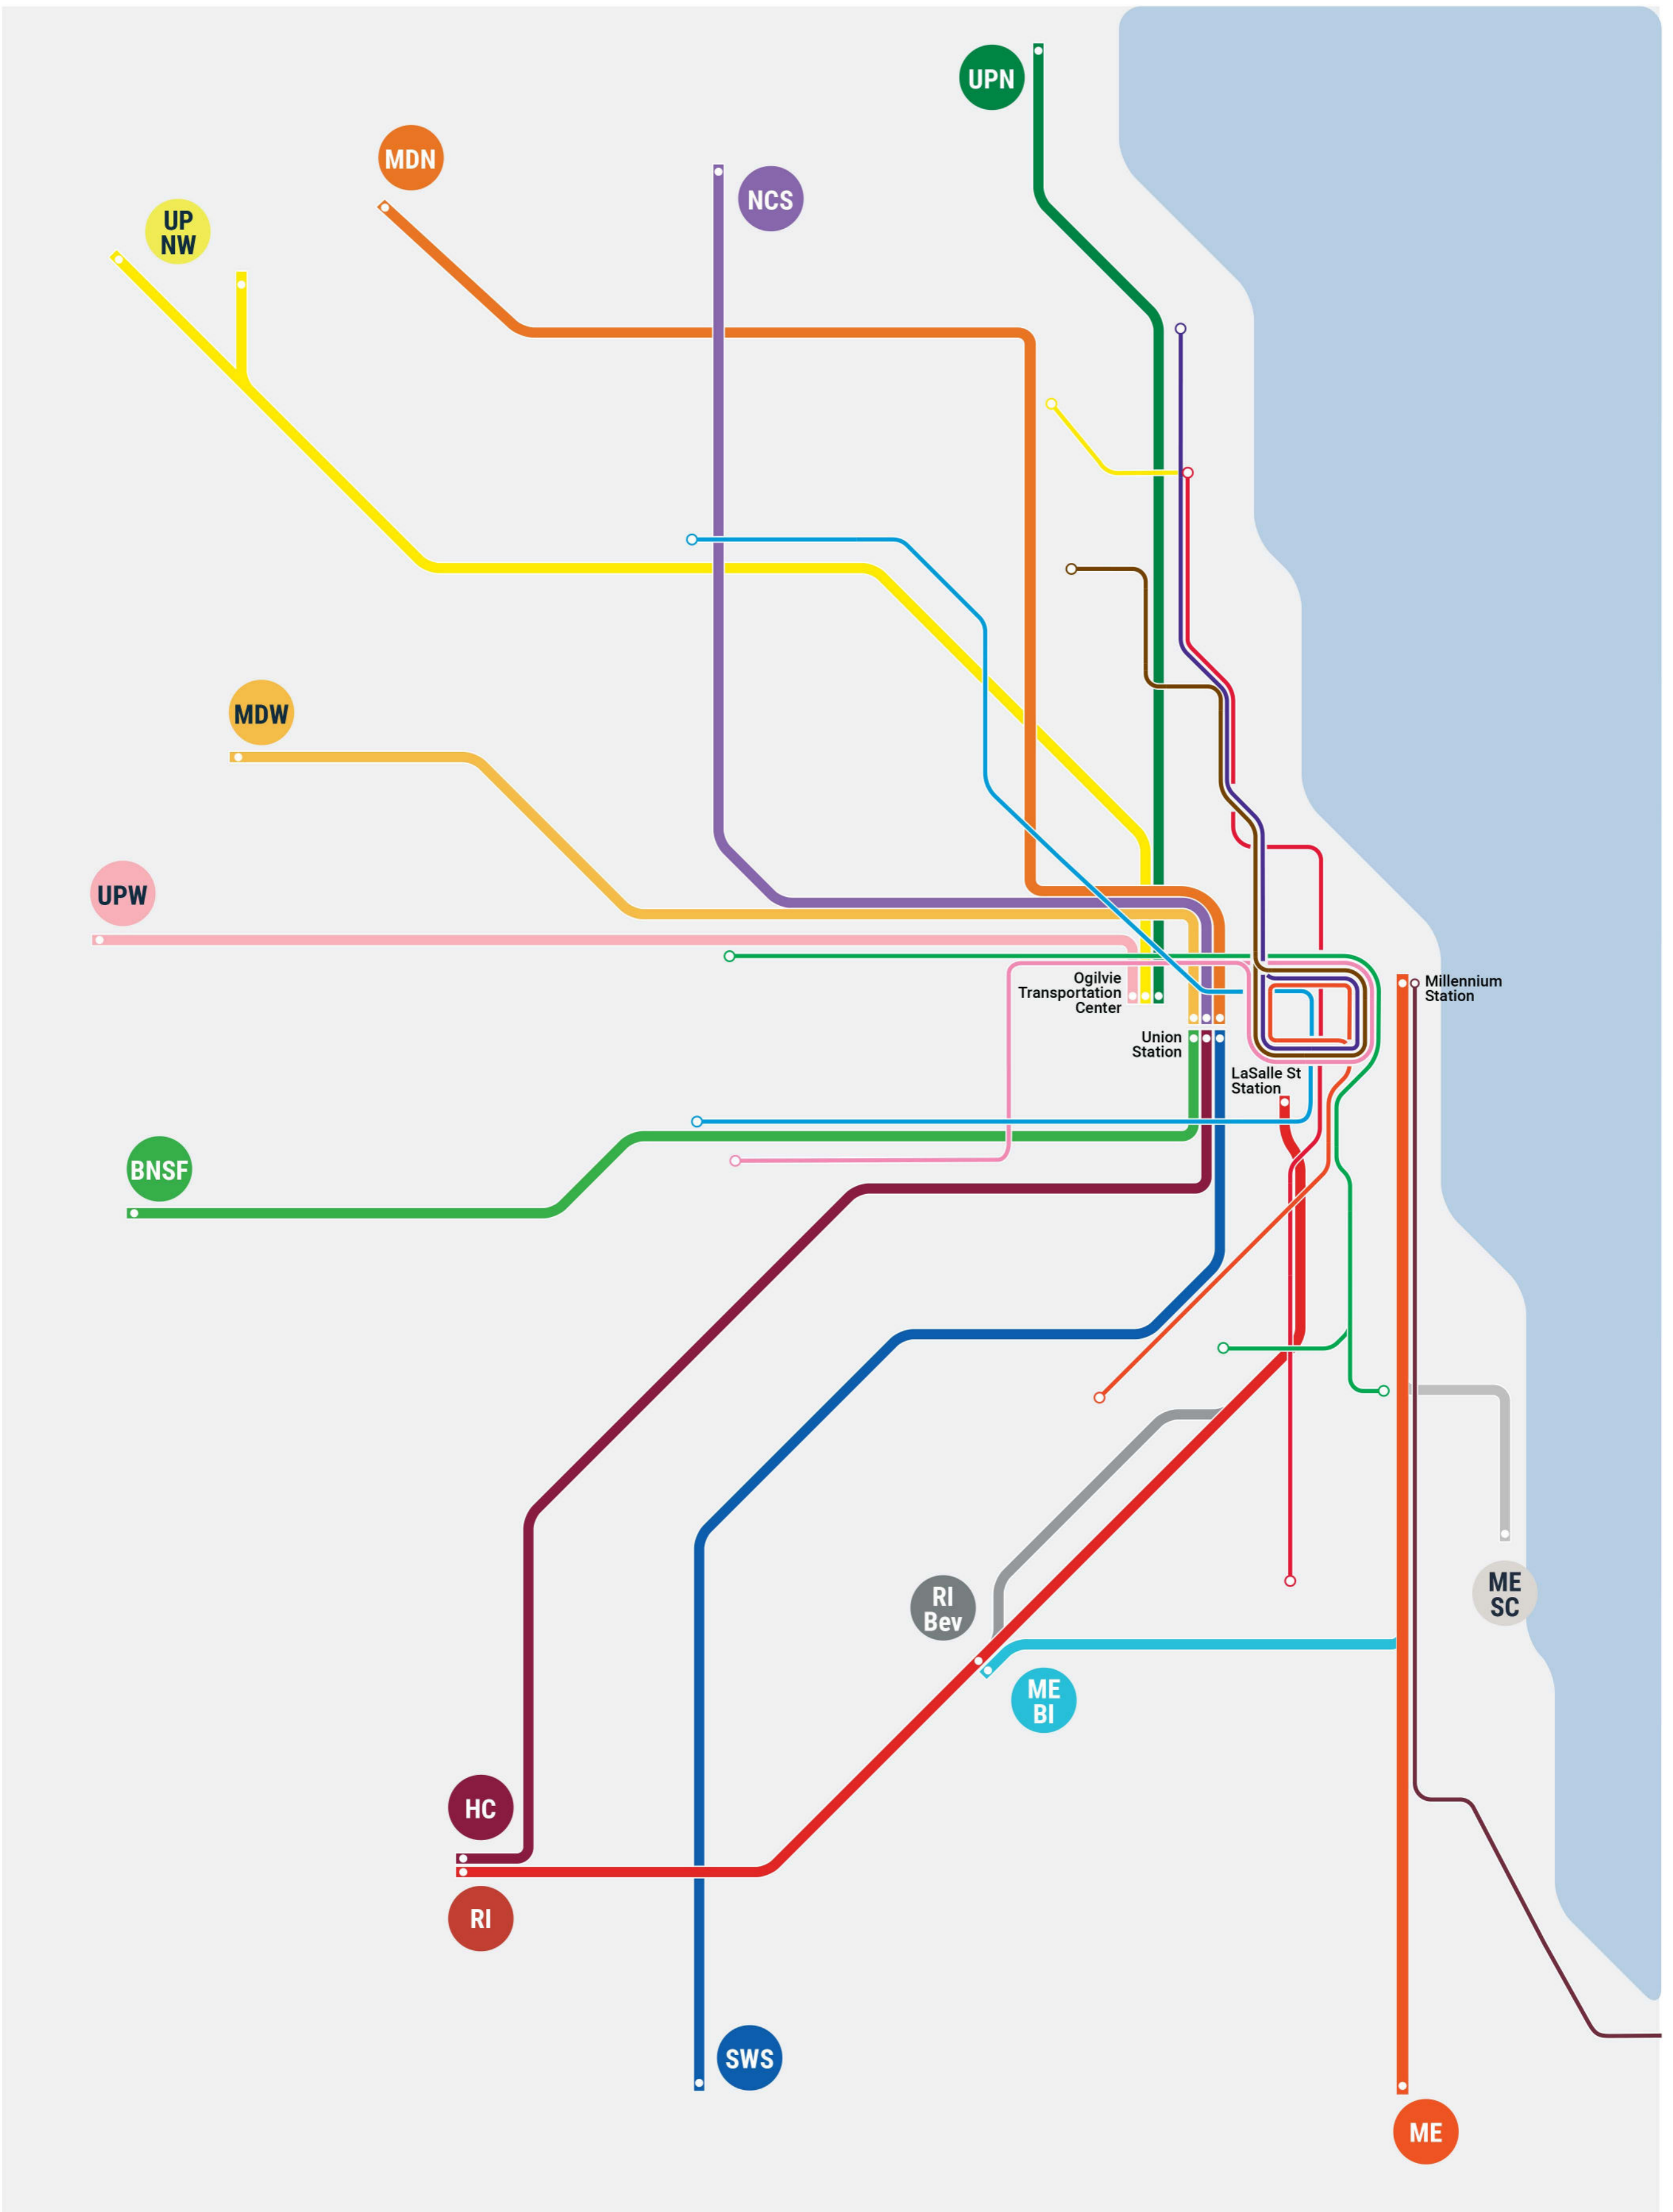 UPN
MDN
NCS
UP
NW
MDW
UPW
Ogilvie
Transportation
Center
Millennium
Station
Union
Station
LaSalle St
Station
BNSF
RI
Bev
ME
SC
ME
BI
HC
RI
SWS
ME